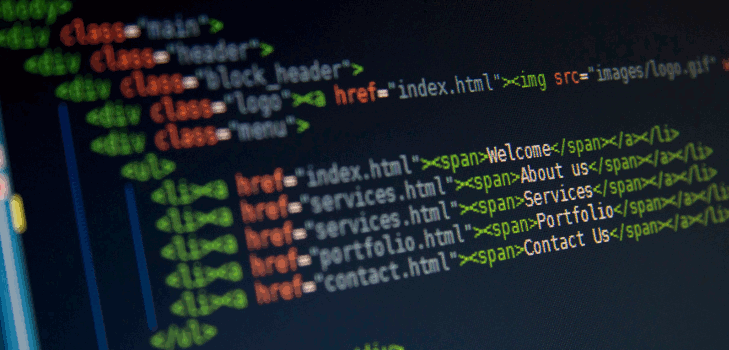 <body>
<div class="main">
<div class="header">
<div class="block_header">
<div class="logo"><a href="index.html"><img src="images/logo.gif"
<div class="menu">
<ul>
<li><a href="index.html"><span>Welcome</span></a></li>
<li><a href="services.html"><span>About us</span></a></li>
<li><a href="services.html"><span>Services</span></a></li>
<li><a href="portfolio.html"><span>Portfolio</span></a></li>
<li><a href="contact.html"><span>Contact Us</span></a></li>
</ul>
</div>